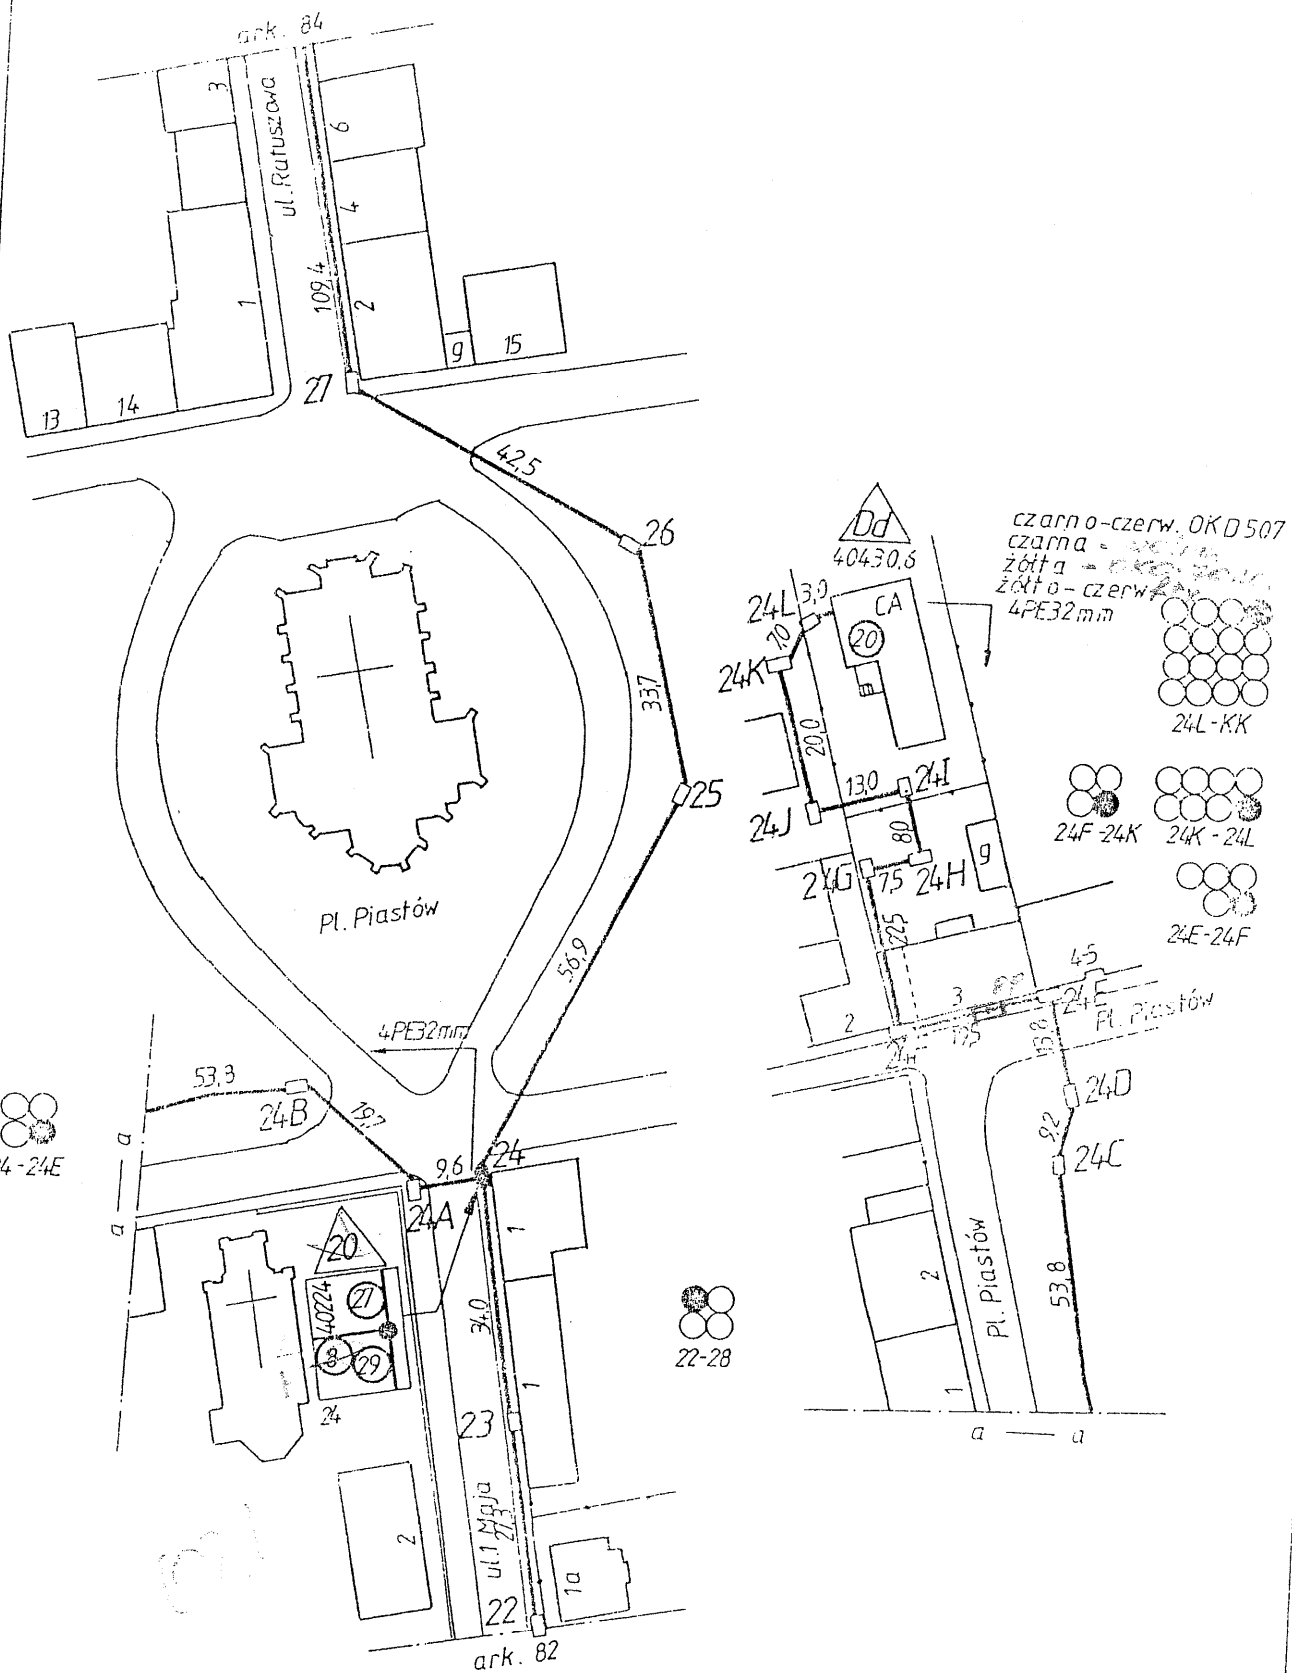 ark. 84
3
ul. Ratuszowa
6
4
109,4
1
2
13
14
27
g
15
42,5
26
33,7
25
Pl. Piastów
56,9
4PE32mm
53,3
24B
19,7
9,6
24
24A
a — a
24-24E
20
40224
27
29
24
34,0
1
1
23
22-28
ul. 1 Maja
27,3
2
22
1a
ark. 82
Dd
40430,6
czarno-czerw. OKD507
czarna -
żółta -
żółto-czerw
4PE32mm
24L
3,0
CA
20
7,0
24K
20,0
24L-KK
13,0
24I
24J
8,0
24F-24K
24K-24L
24G
7,5
24H
g
24E-24F
22,5
4-5
3
24E
Pl. Piastów
2
19,5
15,8
24D
9,2
24C
Pl. Piastów
2
53,8
1
a — a